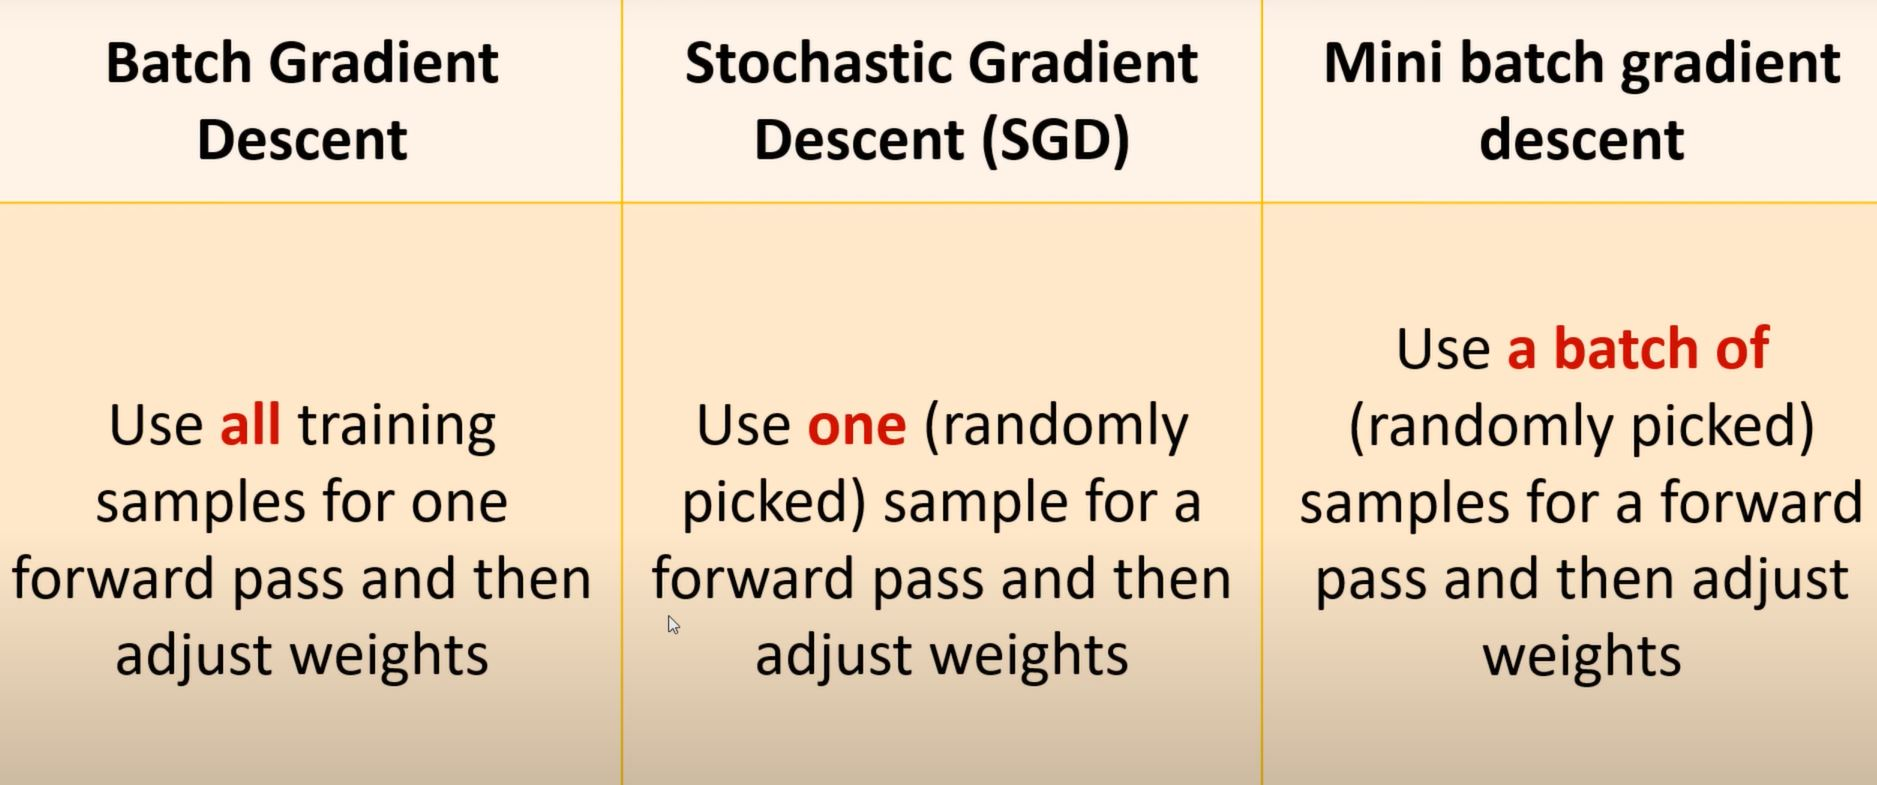 Batch Gradient
Descent
Stochastic Gradient
Descent (SGD)
Mini batch gradient
descent
Use all training
samples for one
forward pass and then
adjust weights
Use one (randomly
picked) sample for a
forward pass and then
adjust weights
Use a batch of
(randomly picked)
samples for a forward
pass and then adjust
weights